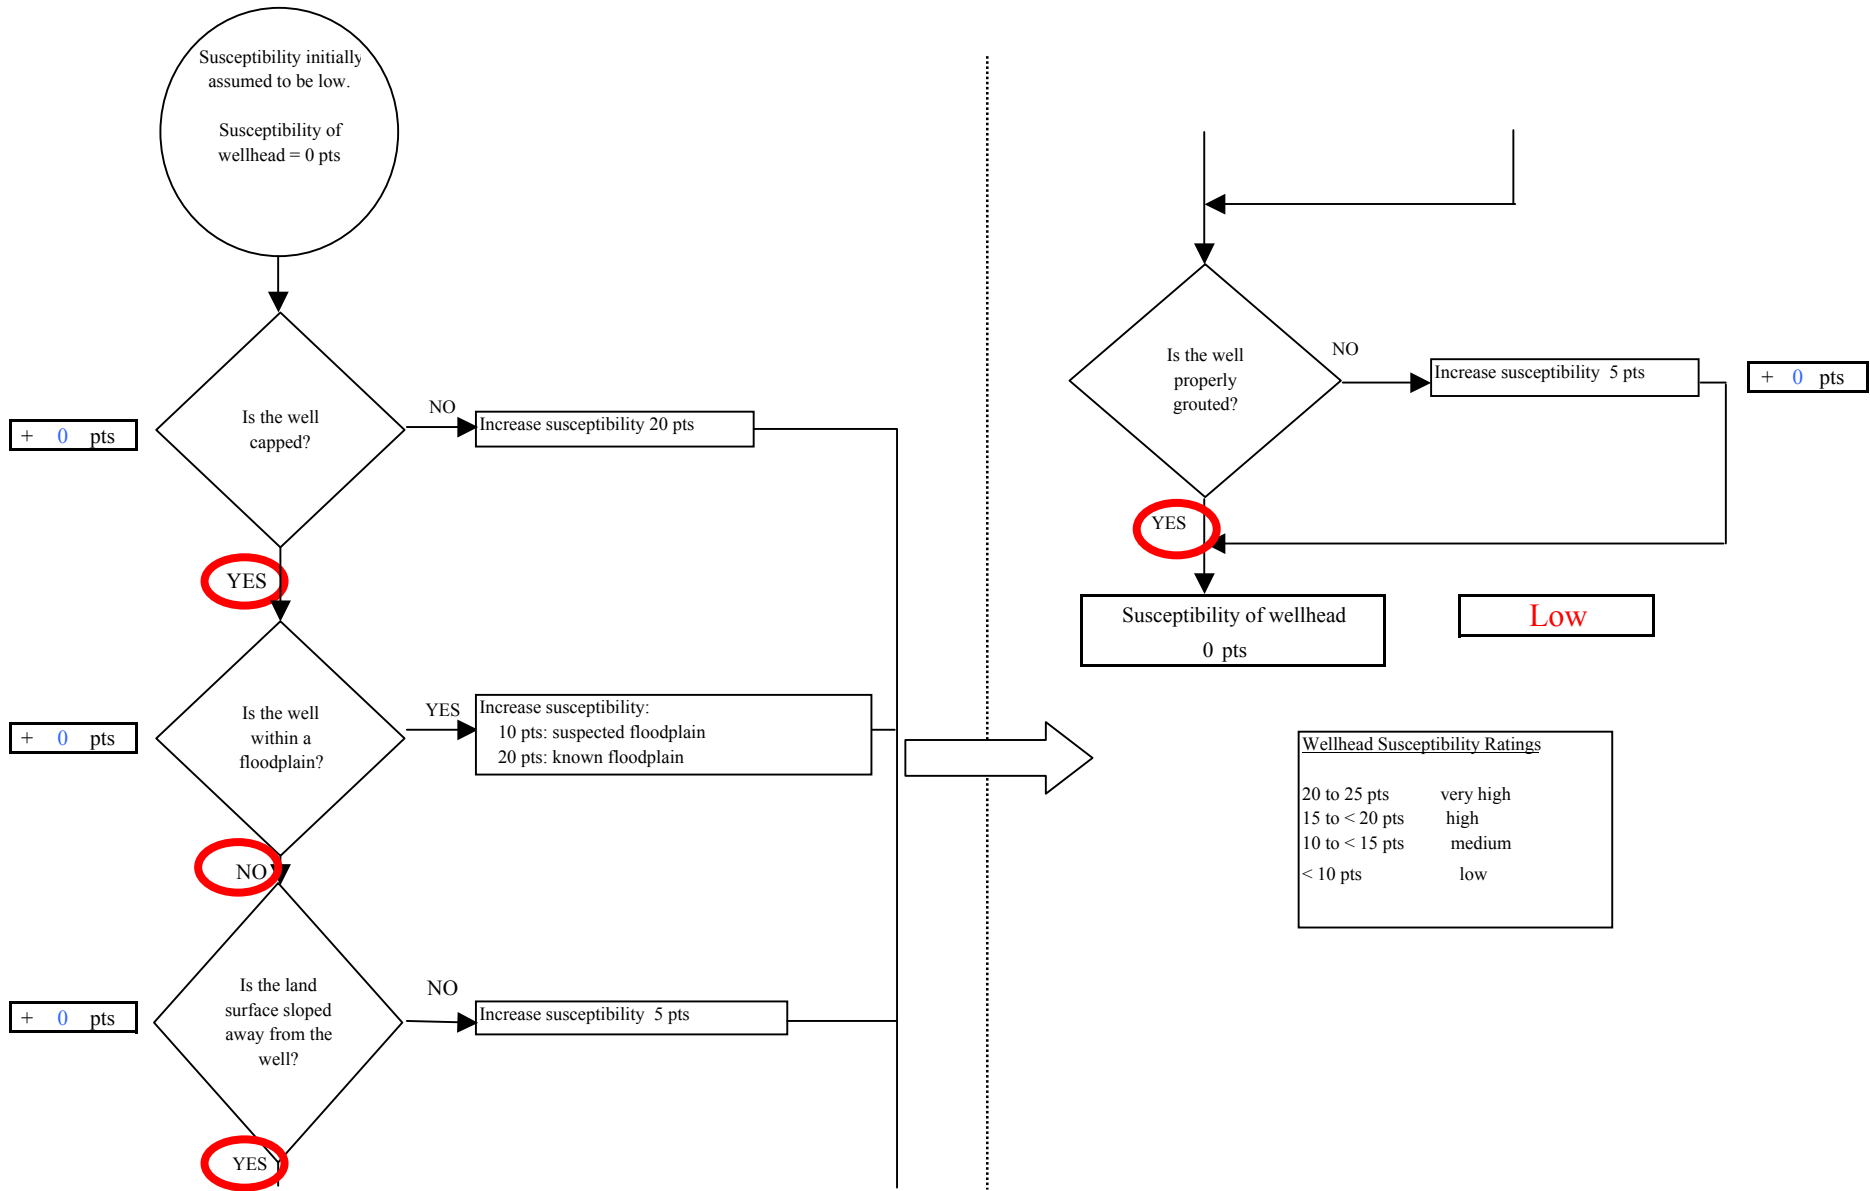 Susceptibility initially
assumed to be low.
Susceptibility of
wellhead = 0 pts
Is the well
capped?
NO
Increase susceptibility 20 pts
+ 0 pts
YES
Is the well
within a
floodplain?
YES
Increase susceptibility:
10 pts: suspected floodplain
20 pts: known floodplain
+ 0 pts
NO
Is the land
surface sloped
away from the
well?
NO
Increase susceptibility 5 pts
+ 0 pts
YES
Is the well
properly
grouted?
NO
Increase susceptibility 5 pts
+ 0 pts
YES
Susceptibility of wellhead
0 pts
Low
Wellhead Susceptibility Ratings
20 to 25 pts very high
15 to < 20 pts high
10 to < 15 pts medium
< 10 pts low